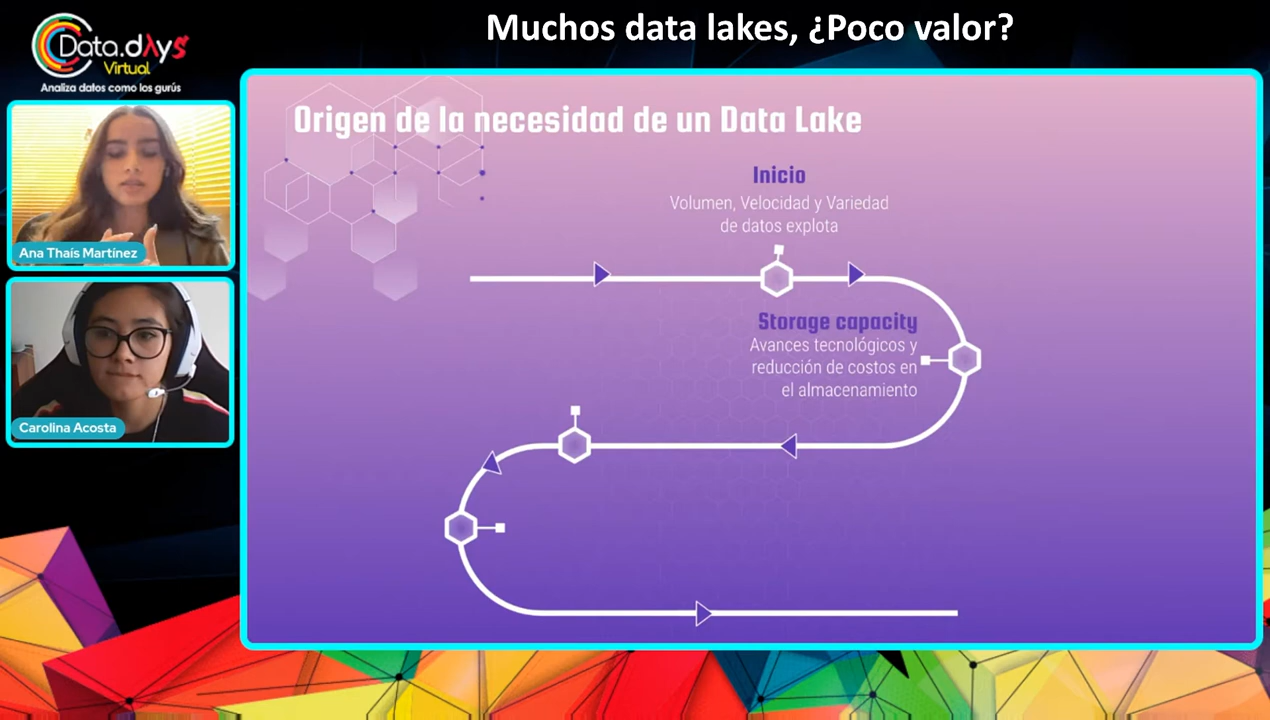 Data.dAys
Virtual
Analiza datos como los gurús
Muchos data lakes, ¿Poco valor?
Ana Thaís Martínez
Carolina Acosta
Origen de la necesidad de un Data Lake
Inicio
Volumen, Velocidad y Variedad
de datos explota
Storage capacity
Avances tecnológicos y
reducción de costos en
el almacenamiento